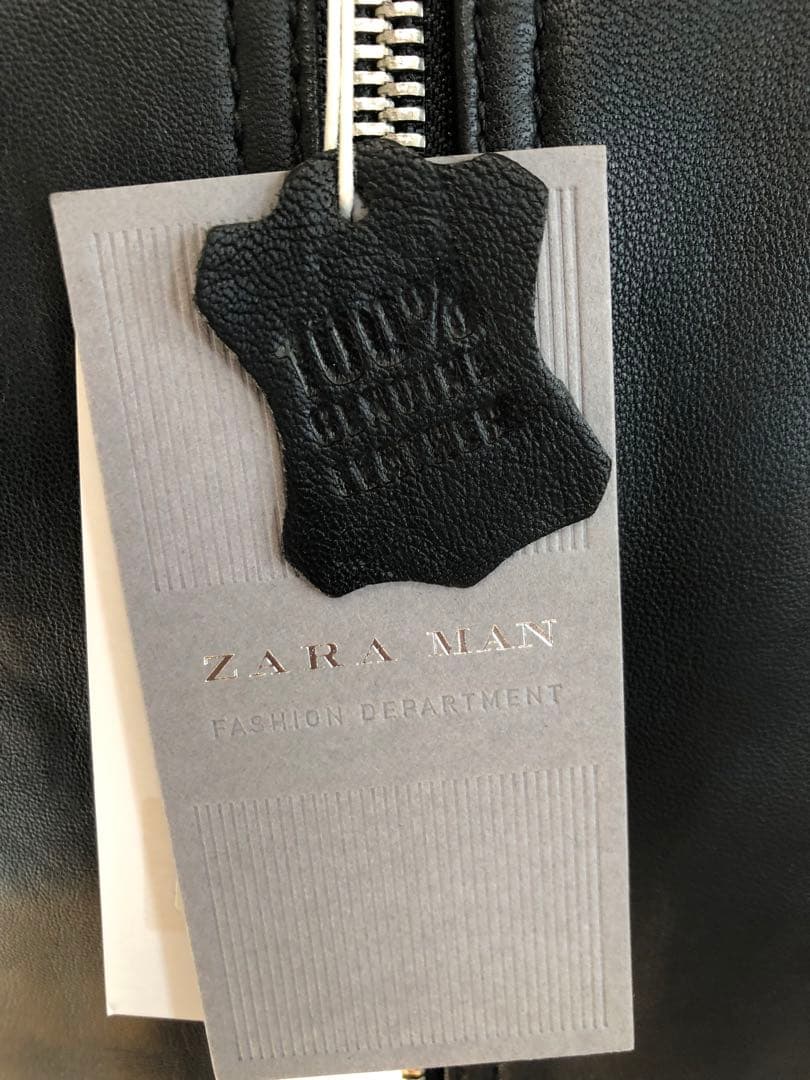 100%
GENUINE
LEATHER
ZARA MAN
FASHION DEPARTMENT